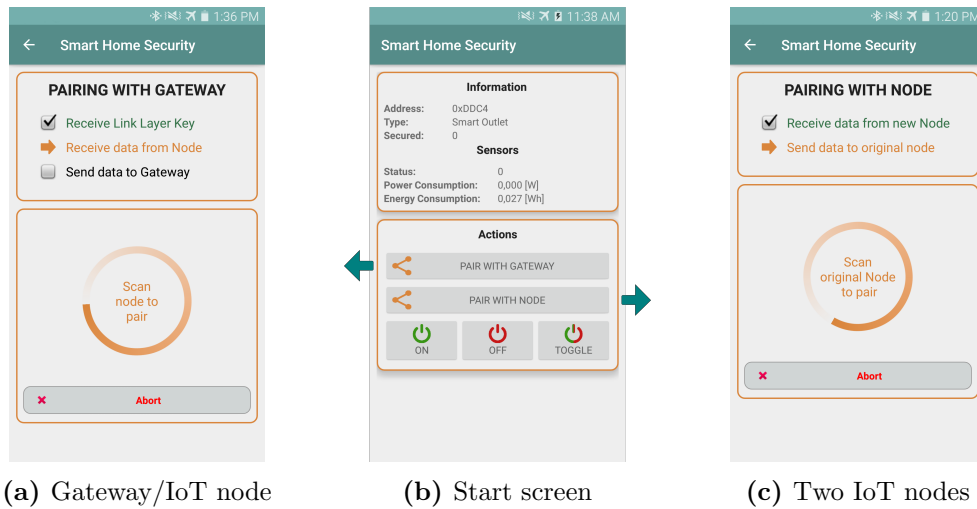 1:36 PM
Smart Home Security
PAIRING WITH GATEWAY
Receive Link Layer Key
Receive data from Node
Send data to Gateway
Scan
node to
pair
Abort
(a) Gateway/IoT node
11:38 AM
Smart Home Security
Information
Address: 0xDDC4
Type: Smart Outlet
Secured: 0
Sensors
Status: 0
Power Consumption: 0,000 [W]
Energy Consumption: 0,027 [Wh]
Actions
PAIR WITH GATEWAY
PAIR WITH NODE
ON OFF TOGGLE
(b) Start screen
1:20 PM
Smart Home Security
PAIRING WITH NODE
Receive data from new Node
Send data to original node
Scan
original Node
to pair
Abort
(c) Two IoT nodes